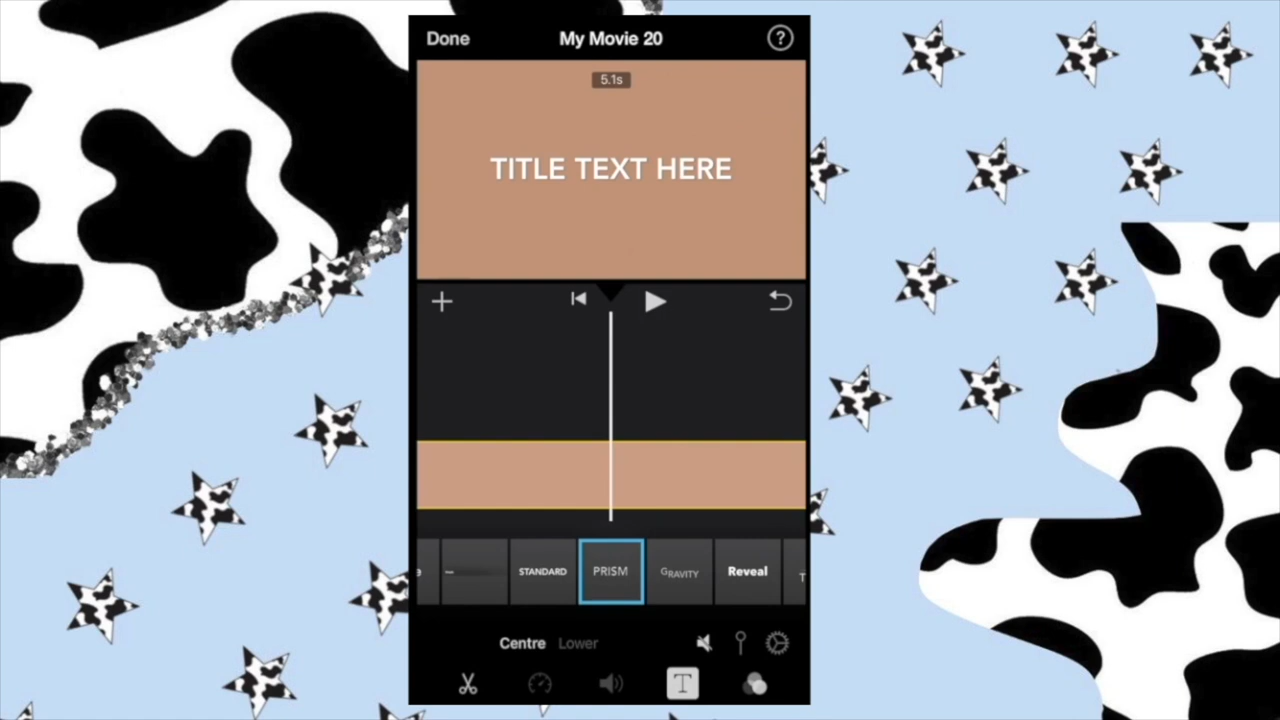 Done My Movie 20 ?
5.1s
TITLE TEXT HERE
STANDARD PRISM GRAVITY Reveal T
Centre Lower
T